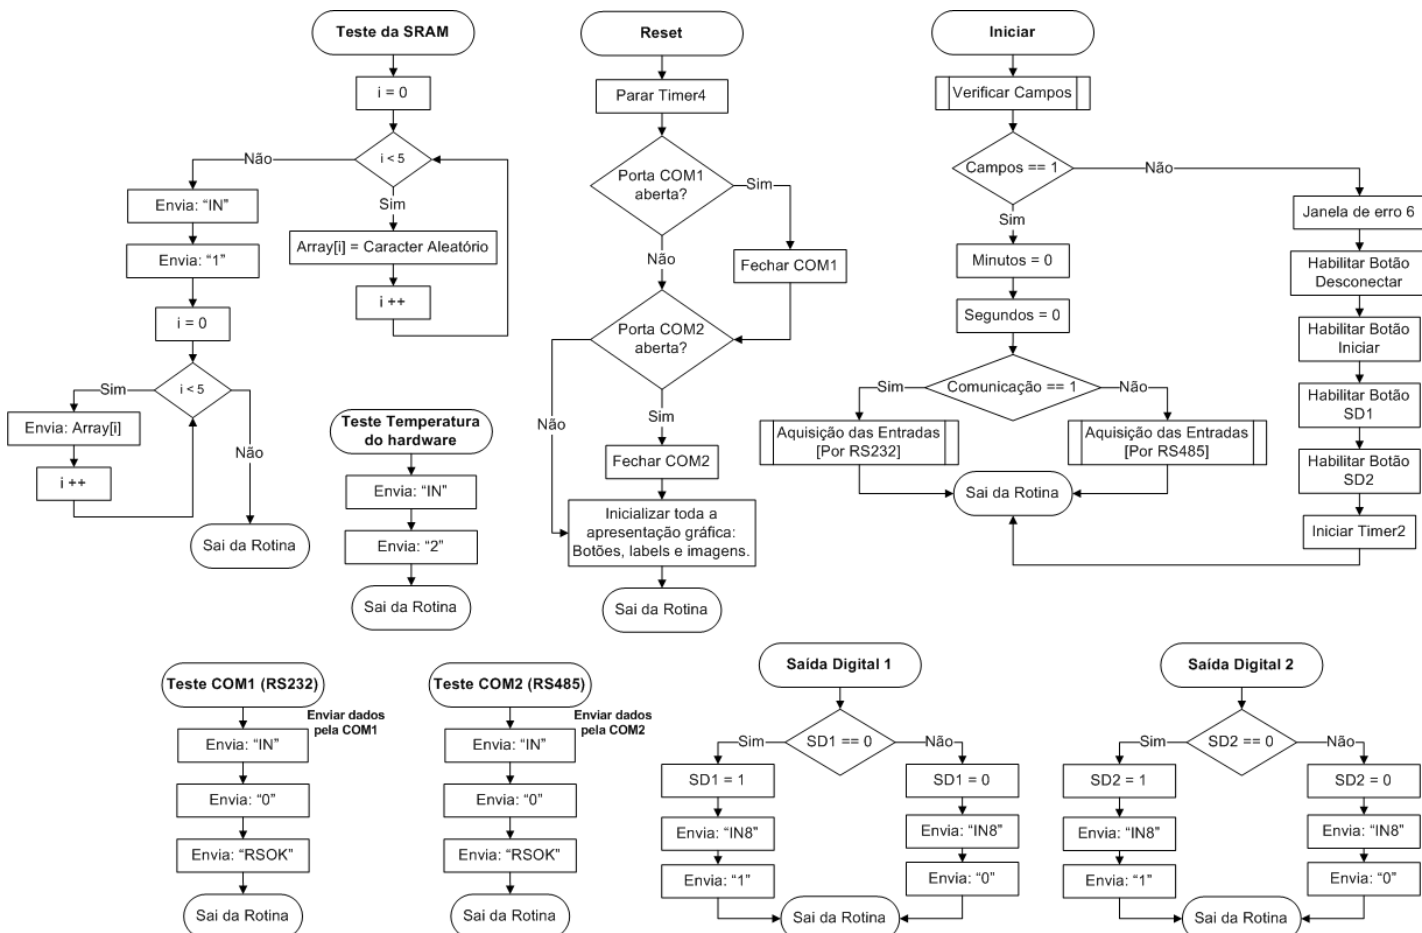 Teste da SRAM
i = 0
i < 5
Não
Sim
Envia: “IN”
Array[i] = Caracter Aleatório
Envia: “1”
i ++
i = 0
i < 5
Sim
Envia: Array[i]
Não
i ++
Sai da Rotina
Teste Temperatura
do hardware
Envia: “IN”
Envia: “2”
Sai da Rotina
Reset
Parar Timer4
Porta COM1
aberta?
Sim
Não
Fechar COM1
Porta COM2
aberta?
Sim
Não
Fechar COM2
Inicializar toda a
apresentação gráfica:
Botões, labels e imagens.
Sai da Rotina
Iniciar
Verificar Campos
Campos == 1
Não
Sim
Janela de erro 6
Minutos = 0
Habilitar Botão
Desconectar
Segundos = 0
Habilitar Botão
Iniciar
Comunicação == 1
Sim
Não
Habilitar Botão
SD1
Aquisição das Entradas
[Por RS232]
Aquisição das Entradas
[Por RS485]
Habilitar Botão
SD2
Sai da Rotina
Iniciar Timer2
Teste COM1 (RS232)
Enviar dados
pela COM1
Envia: “IN”
Envia: “0”
Envia: “RSOK”
Sai da Rotina
Teste COM2 (RS485)
Enviar dados
pela COM2
Envia: “IN”
Envia: “0”
Envia: “RSOK”
Sai da Rotina
Saída Digital 1
Sim
SD1 == 0
Não
SD1 = 1
SD1 = 0
Envia: “IN8”
Envia: “IN8”
Envia: “1”
Envia: “0”
Sai da Rotina
Saída Digital 2
Sim
SD2 == 0
Não
SD2 = 1
SD2 = 0
Envia: “IN8”
Envia: “IN8”
Envia: “1”
Envia: “0”
Sai da Rotina